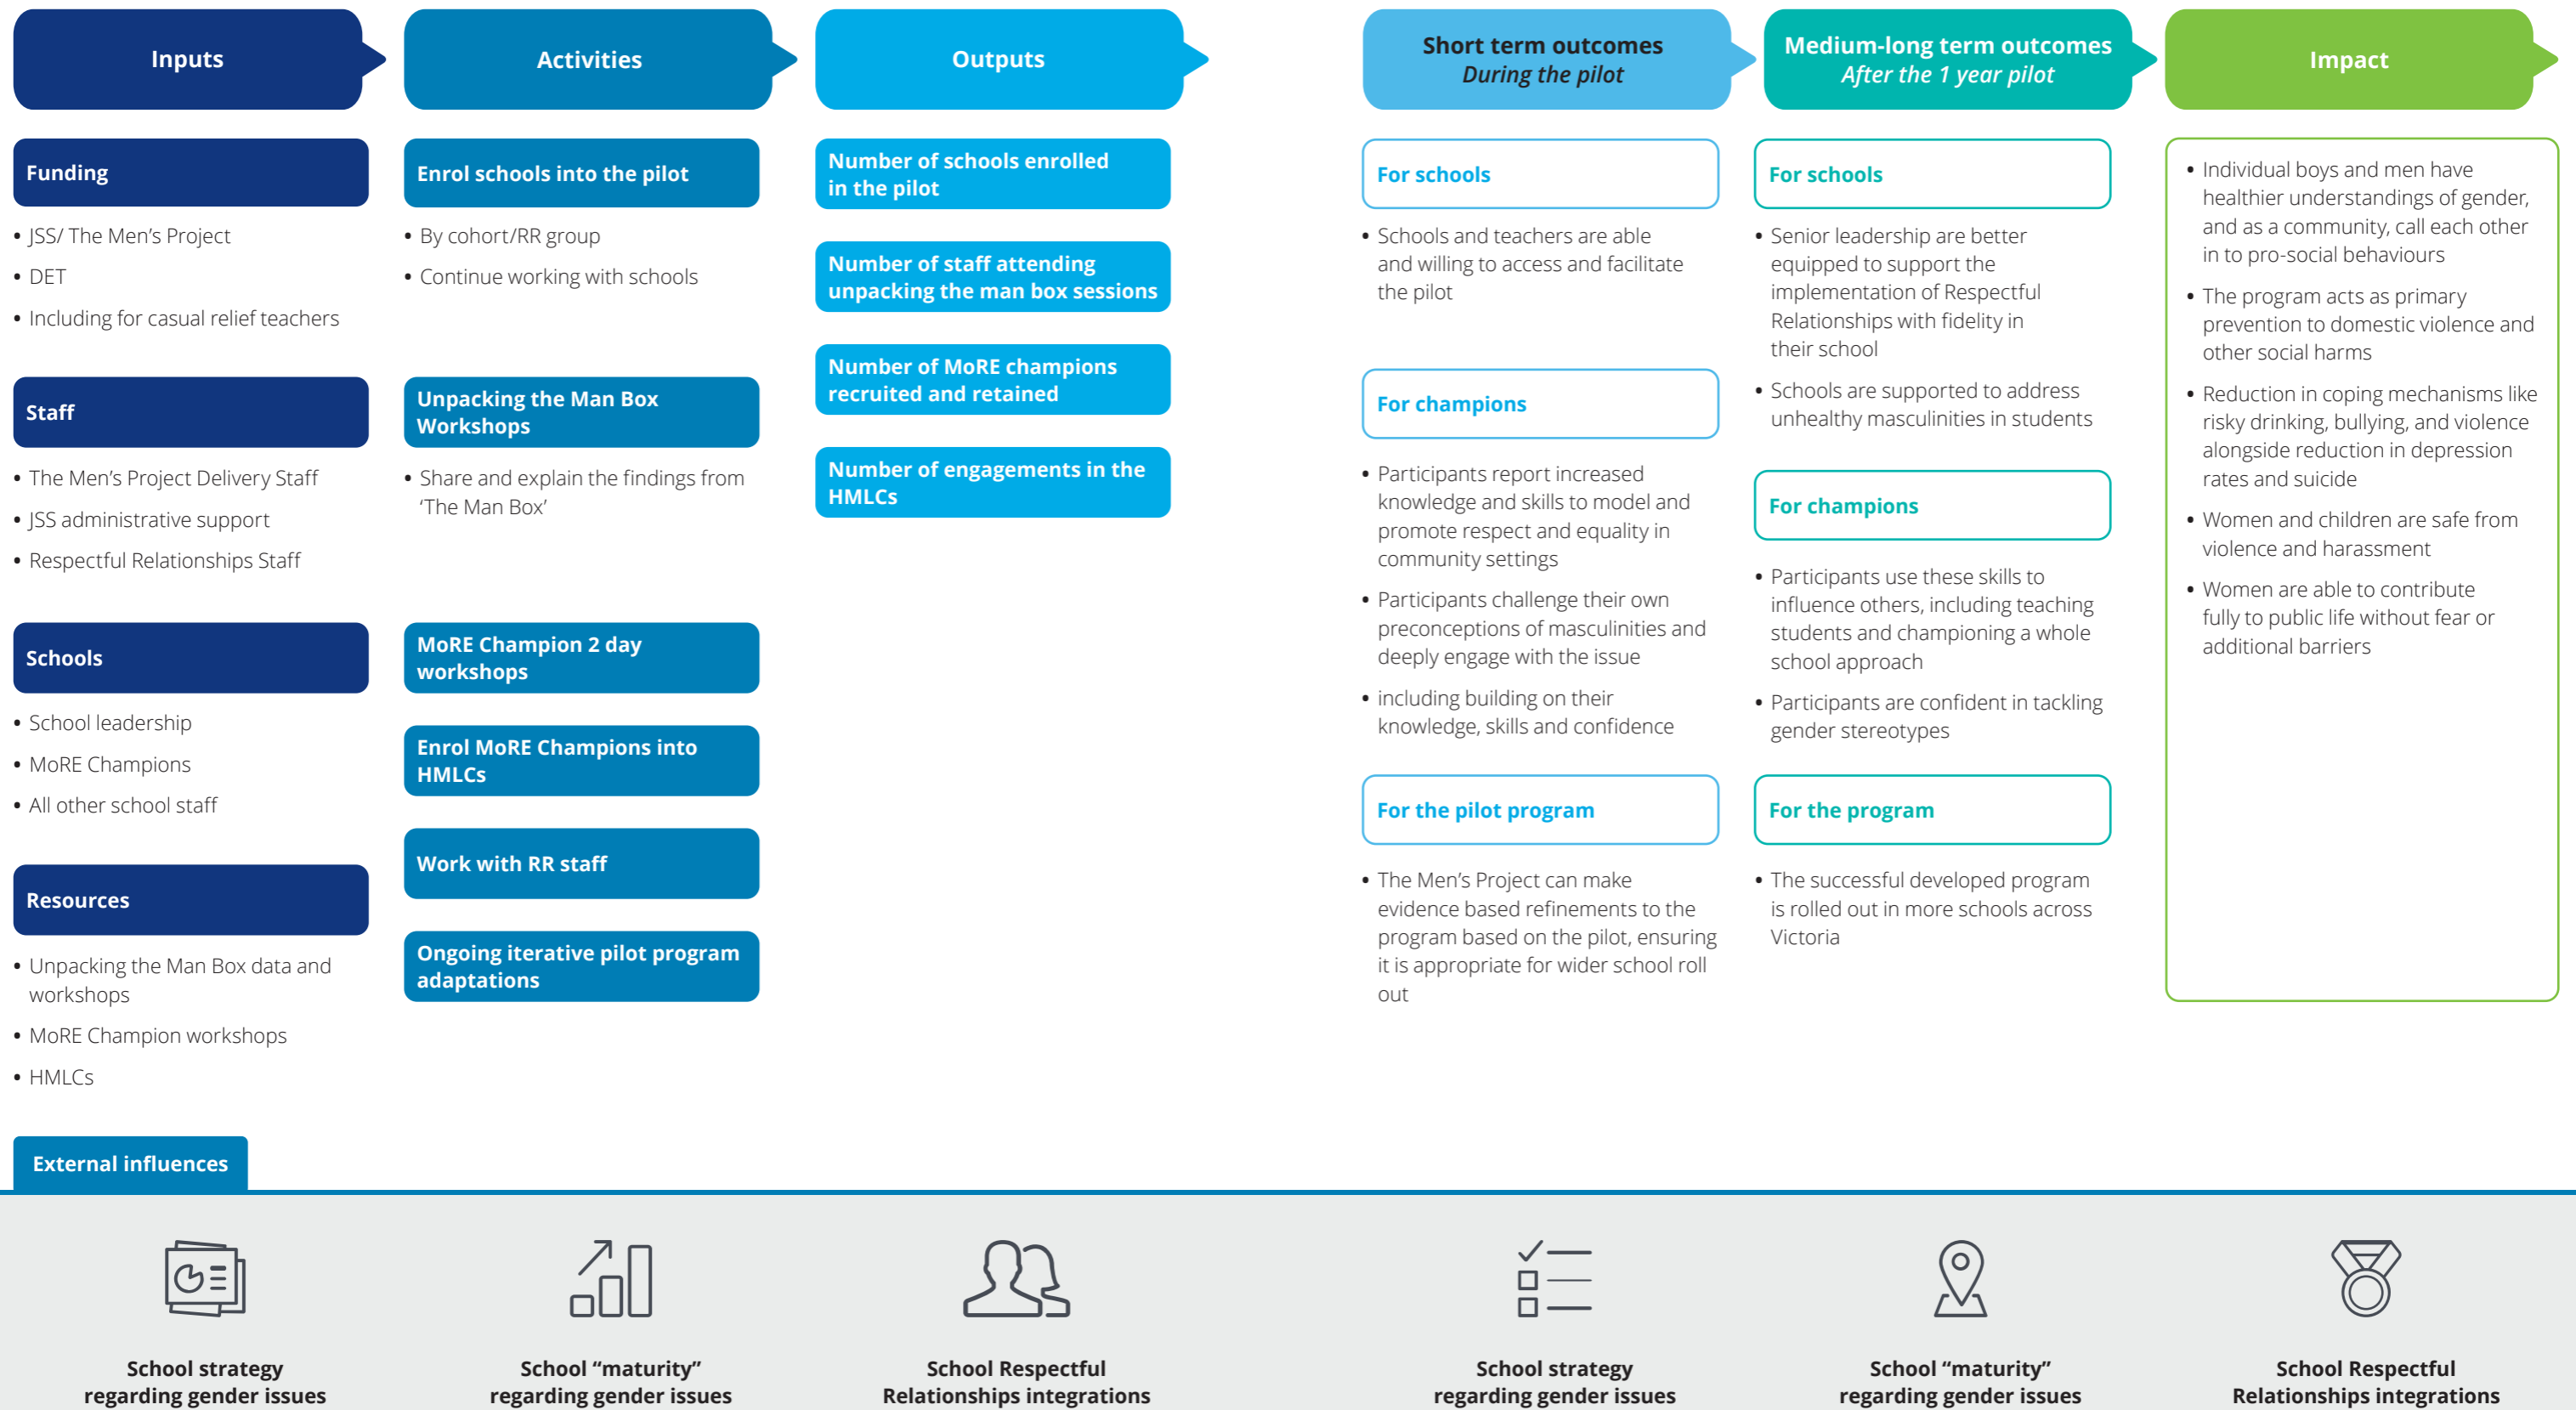 Inputs
Funding
• JSS/ The Men’s Project
• DET
• Including for casual relief teachers
Staff
• The Men’s Project Delivery Staff
• JSS administrative support
• Respectful Relationships Staff
Schools
• School leadership
• MoRE Champions
• All other school staff
Resources
• Unpacking the Man Box data and
workshops
• MoRE Champion workshops
• HMLCs
Activities
Enrol schools into the pilot
• By cohort/RR group
• Continue working with schools
Unpacking the Man Box
Workshops
• Share and explain the findings from
‘The Man Box’
MoRE Champion 2 day
workshops
Enrol MoRE Champions into
HMLCs
Work with RR staff
Ongoing iterative pilot program
adaptations
Outputs
Number of schools enrolled
in the pilot
Number of staff attending
unpacking the man box sessions
Number of MoRE champions
recruited and retained
Number of engagements in the
HMLCs
Short term outcomes
During the pilot
For schools
• Schools and teachers are able
and willing to access and facilitate
the pilot
For champions
• Participants report increased
knowledge and skills to model and
promote respect and equality in
community settings
• Participants challenge their own
preconceptions of masculinities and
deeply engage with the issue
• including building on their
knowledge, skills and confidence
For the pilot program
• The Men’s Project can make
evidence based refinements to the
program based on the pilot, ensuring
it is appropriate for wider school roll
out
Medium-long term outcomes
After the 1 year pilot
For schools
• Senior leadership are better
equipped to support the
implementation of Respectful
Relationships with fidelity in
their school
• Schools are supported to address
unhealthy masculinities in students
For champions
• Participants use these skills to
influence others, including teaching
students and championing a whole
school approach
• Participants are confident in tackling
gender stereotypes
For the program
• The successful developed program
is rolled out in more schools across
Victoria
Impact
• Individual boys and men have
healthier understandings of gender,
and as a community, call each other
in to pro-social behaviours
• The program acts as primary
prevention to domestic violence and
other social harms
• Reduction in coping mechanisms like
risky drinking, bullying, and violence
alongside reduction in depression
rates and suicide
• Women and children are safe from
violence and harassment
• Women are able to contribute
fully to public life without fear or
additional barriers
External influences
School strategy
regarding gender issues
School “maturity”
regarding gender issues
School Respectful
Relationships integrations
School strategy
regarding gender issues
School “maturity”
regarding gender issues
School Respectful
Relationships integrations